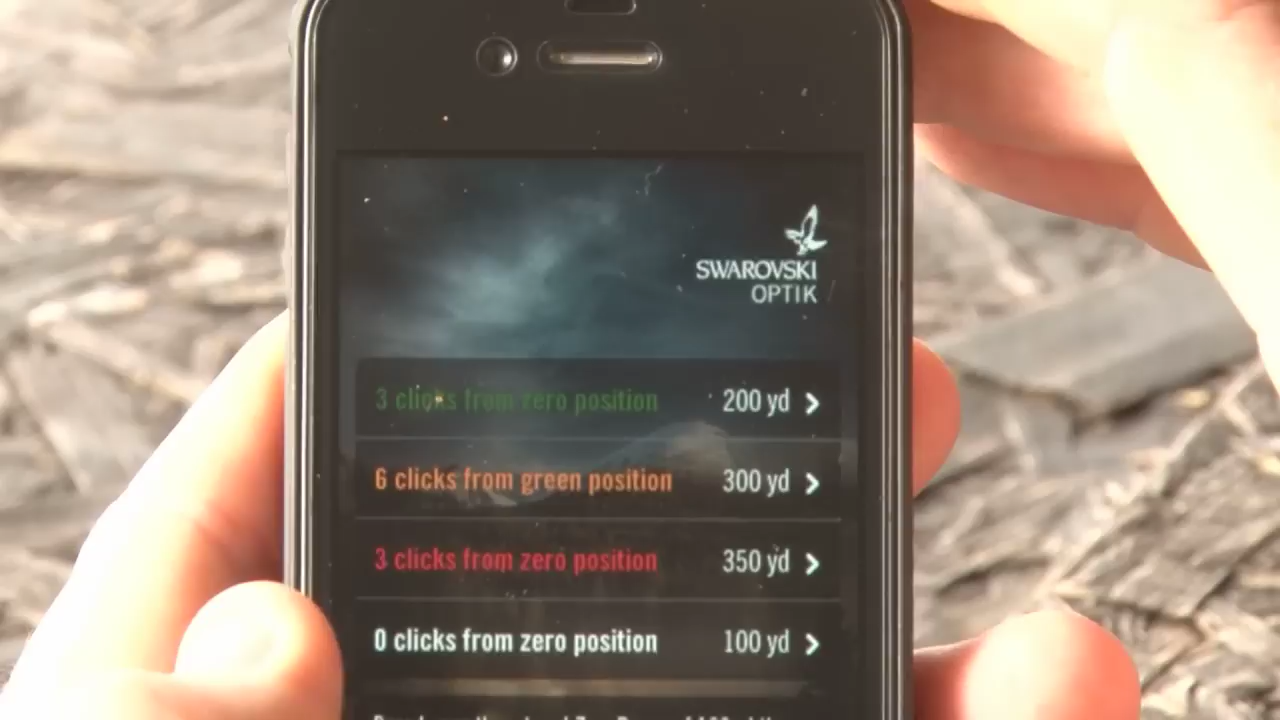 SWAROVSKI
OPTIK
3 clicks from zero position 200 yd
6 clicks from green position 300 yd
3 clicks from zero position 350 yd
0 clicks from zero position 100 yd